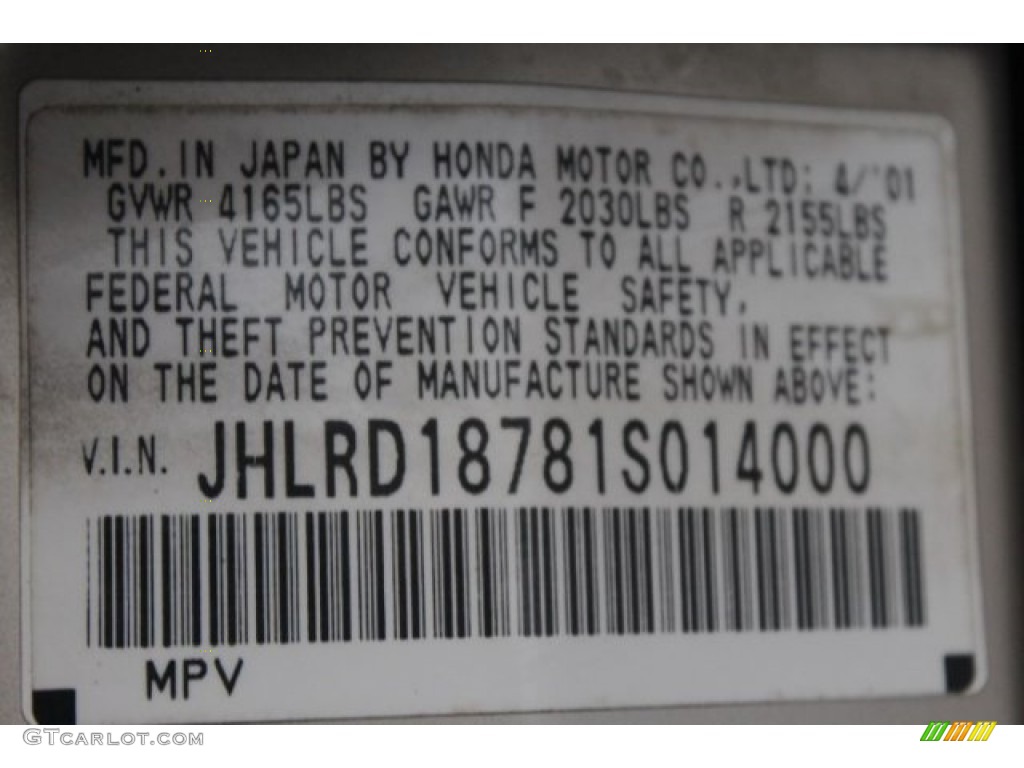 MFD. IN JAPAN BY HONDA MOTOR CO., LTD: 4/'01
GVWR 4165LBS GAWR F 2030LBS R 2155LBS
THIS VEHICLE CONFORMS TO ALL APPLICABLE
FEDERAL MOTOR VEHICLE SAFETY,
AND THEFT PREVENTION STANDARDS IN EFFECT
ON THE DATE OF MANUFACTURE SHOWN ABOVE:
V.I.N. JHLRD18781S014000
MPV
GTCARLOT.COM